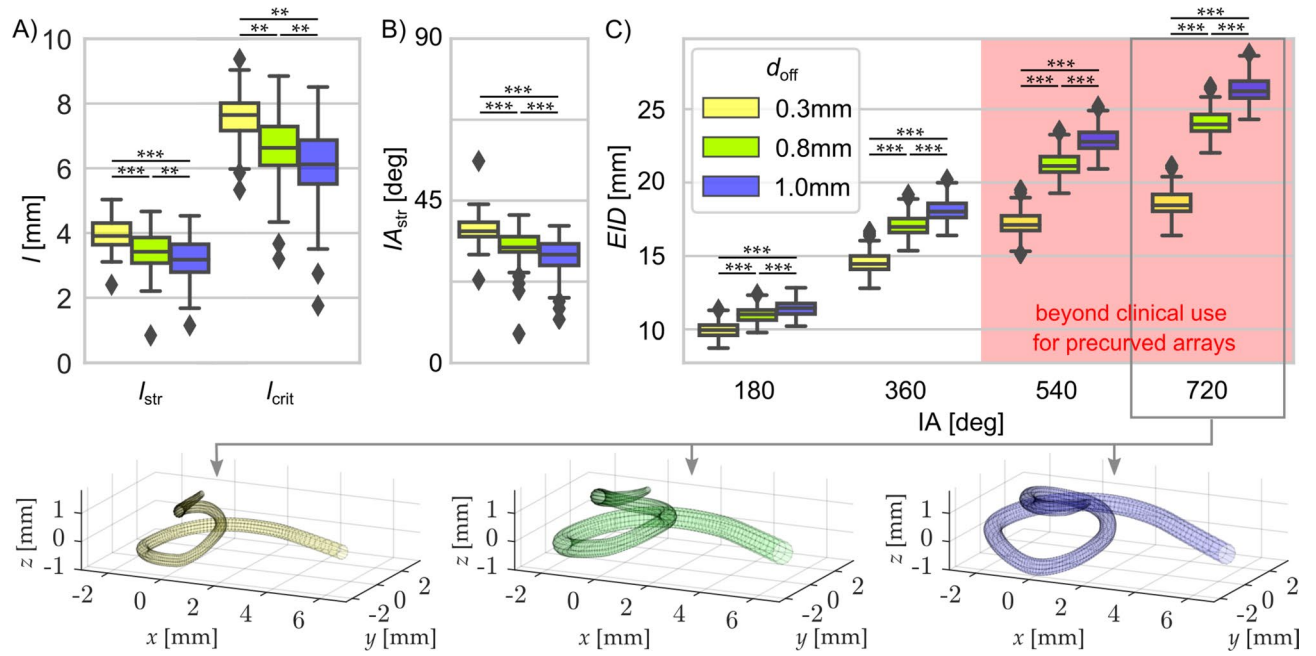 A)
l [mm]
10
8
6
4
2
0
** 
** **
***
*** **
l_str l_crit
B)
IA_str [deg]
90
45
0
***
*** ***
C)
EID [mm]
25
20
15
10
d_off
0.3mm
0.8mm
1.0mm
***
*** ***
***
*** ***
***
*** ***
***
*** ***
beyond clinical use
for precurved arrays
180 360 540 720
IA [deg]
z [mm]
1
0
-1
-2 0 2 4 6
x [mm]
-2 0 2
y [mm]
z [mm]
1
0
-1
-2 0 2 4 6
x [mm]
-2 0 2
y [mm]
z [mm]
1
0
-1
-2 0 2 4 6
x [mm]
-2 0 2
y [mm]